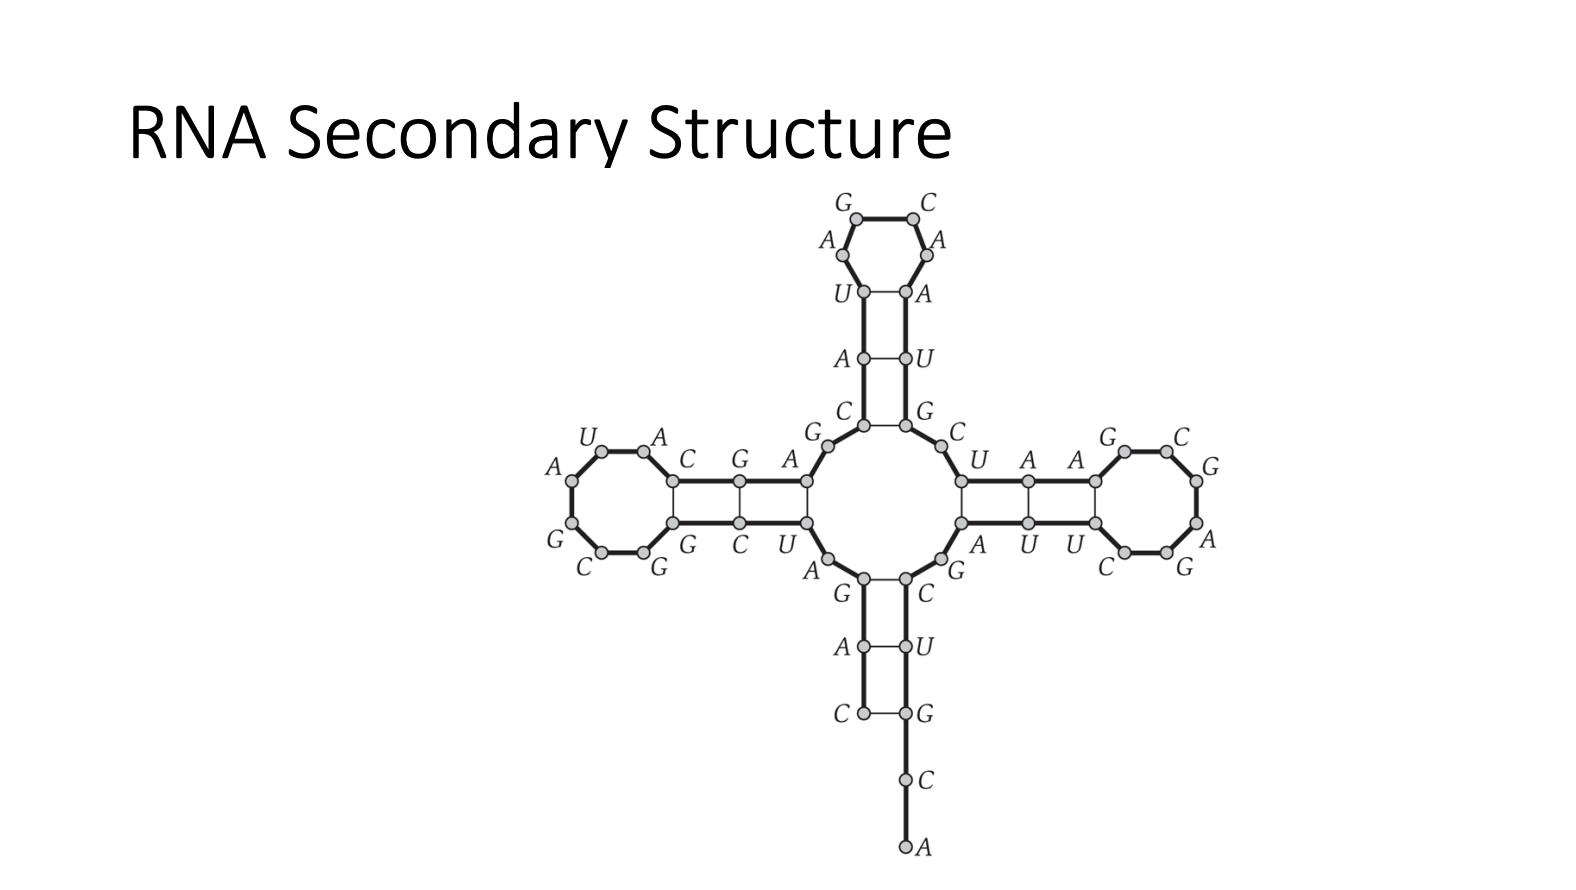 RNA Secondary Structure
G C
A A
U A
A U
C G
G C
U A C G A U A A G C
A G
G C U A A U U A
G G
C G A G C G
G C
A U
C G
C
A